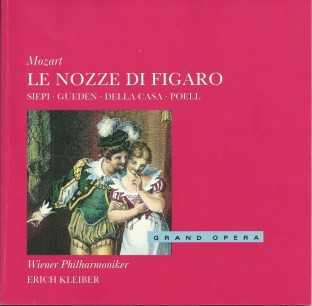 Mozart
LE NOZZE DI FIGARO
SIEPI · GUEDEN · DELLA CASA · POELL
GRAND OPERA
Wiener Philharmoniker
ERICH KLEIBER